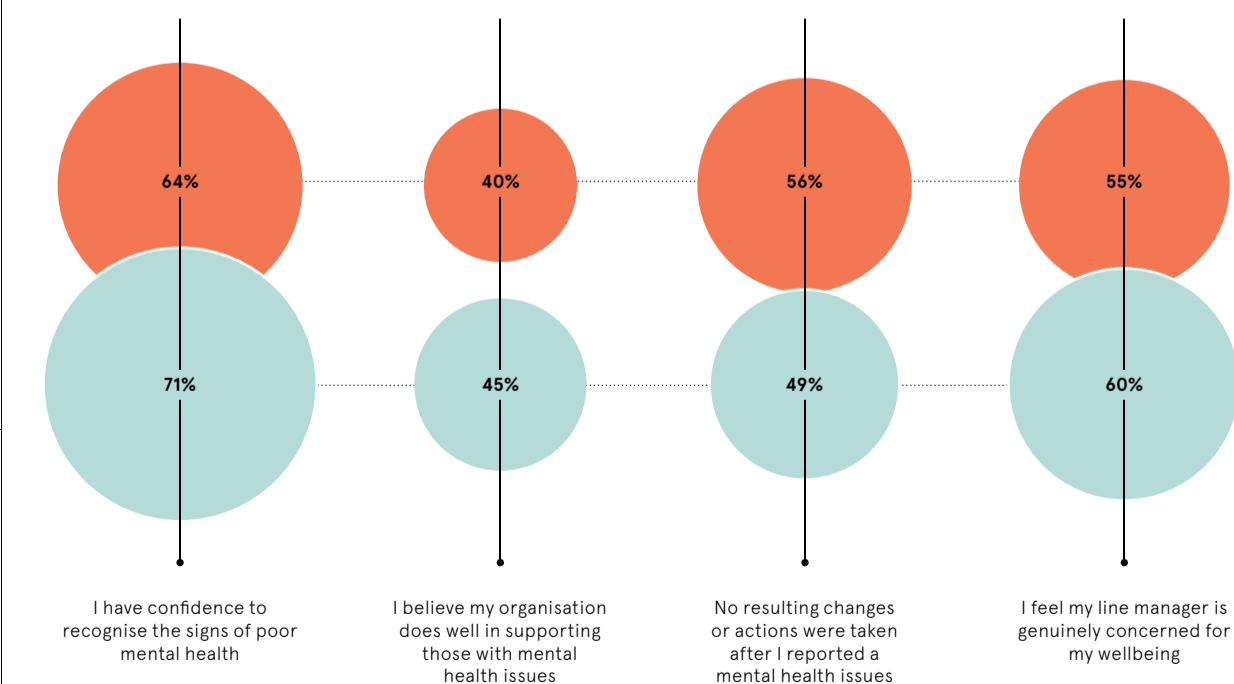 64%
40%
56%
55%
71%
45%
49%
60%
I have confidence to
recognise the signs of poor
mental health
I believe my organisation
does well in supporting
those with mental
health issues
No resulting changes
or actions were taken
after I reported a
mental health issues
I feel my line manager is
genuinely concerned for
my wellbeing